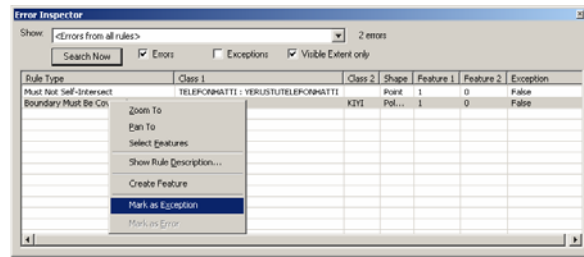 Error Inspector
Show: <Errors from all rules> 2 errors
Search Now Errors Exceptions Visible Extent only
Rule Type Class 1 Class 2 Shape Feature 1 Feature 2 Exception
Must Not Self-Intersect TELEFONHATTI : YERUSTUTELEFONHATTI Point 1 0 False
Boundary Must Be Cov KIYI Pol... 1 0 False
Zoom To
Pan To
Select Features
Show Rule Description...
Create Feature
Mark as Exception
Mark as Error